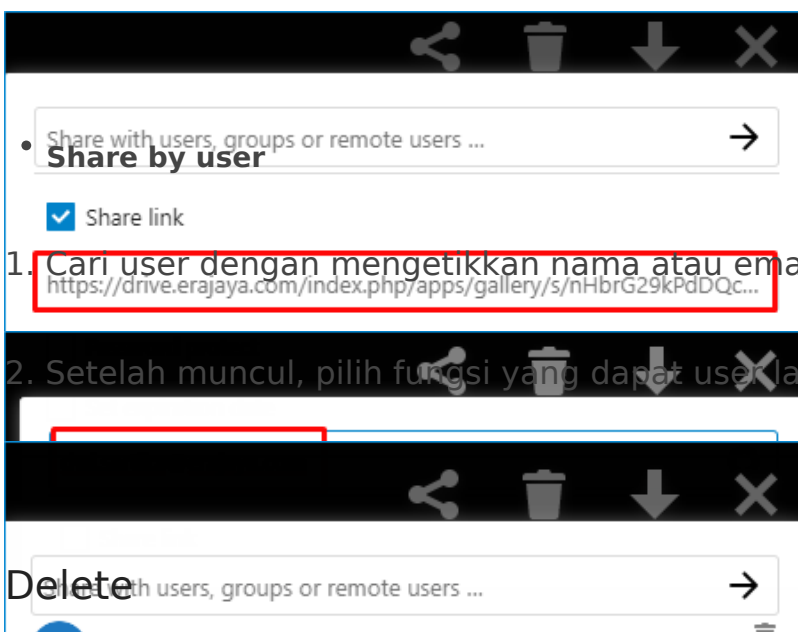 Share with users, groups or remote users ...
• Share by user
Share link
1. Cari user dengan mengetikkan nama atau ema
https://drive.erajaya.com/index.php/apps/gallery/s/nHbrG29kPdDQc...
2. Setelah muncul, pilih fungsi yang dapat user la
Delete
Share with users, groups or remote users ...